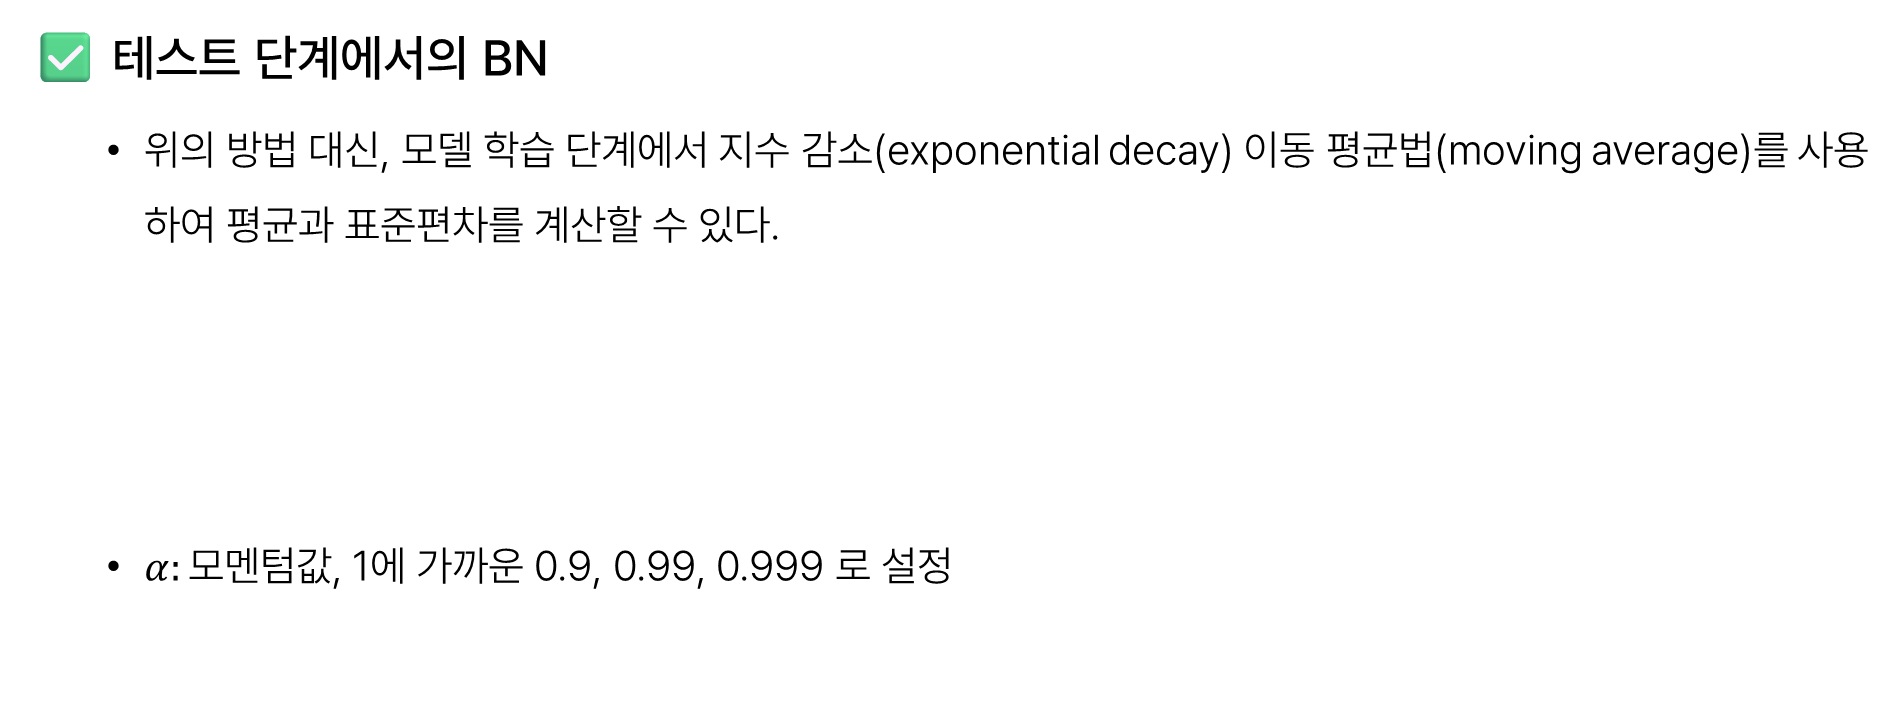 ✅ 테스트 단계에서의 BN
• 위의 방법 대신, 모델 학습 단계에서 지수 감소(exponential decay) 이동 평균법(moving average)를 사용
하여 평균과 표준편차를 계산할 수 있다.
• α: 모멘텀값, 1에 가까운 0.9, 0.99, 0.999 로 설정